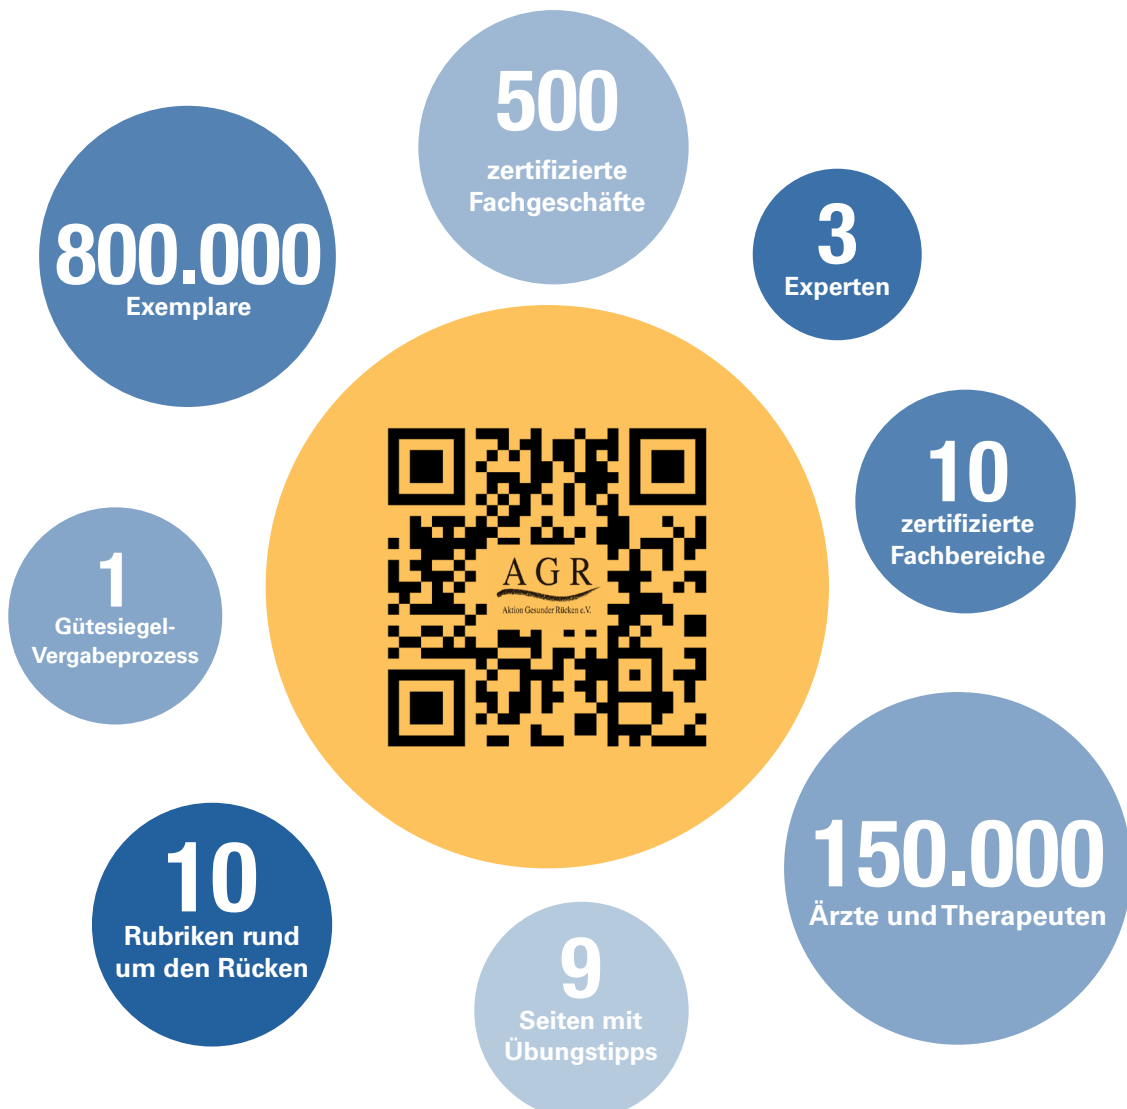 500
zertifizierte
Fachgeschäfte
800.000
Exemplare
3
Experten
10
zertifizierte
Fachbereiche
AGR
Aktion Gesunder Rücken e.V.
1
Gütesiegel-
Vergabeprozess
150.000
Ärzte und Therapeuten
10
Rubriken rund
um den Rücken
9
Seiten mit
Übungstipps